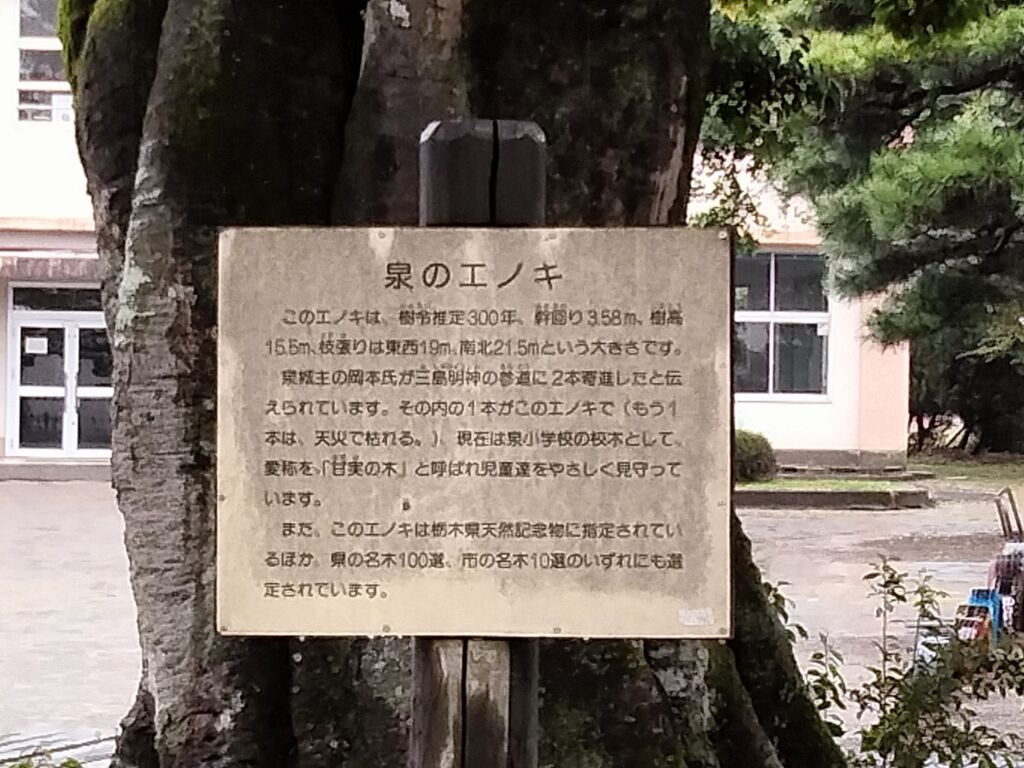 泉のエノキ
このエノキは、樹令推定300年、幹回り3.58m、樹高
15.5m、枝張りは東西19m、南北21.5mという大きさです。
泉城主の岡本氏が三島明神の参道に2本寄進したと伝
えられています。その内の1本がこのエノキで(もう1
本は、天災で枯れる。)、現在は泉小学校の校木として、
愛称を、「甘実の木」と呼ばれ児童達をやさしく見守って
います。
また、このエノキは栃木県天然記念物に指定されてい
るほか、県の名木100選、市の名木10選のいずれにも選
定されています。